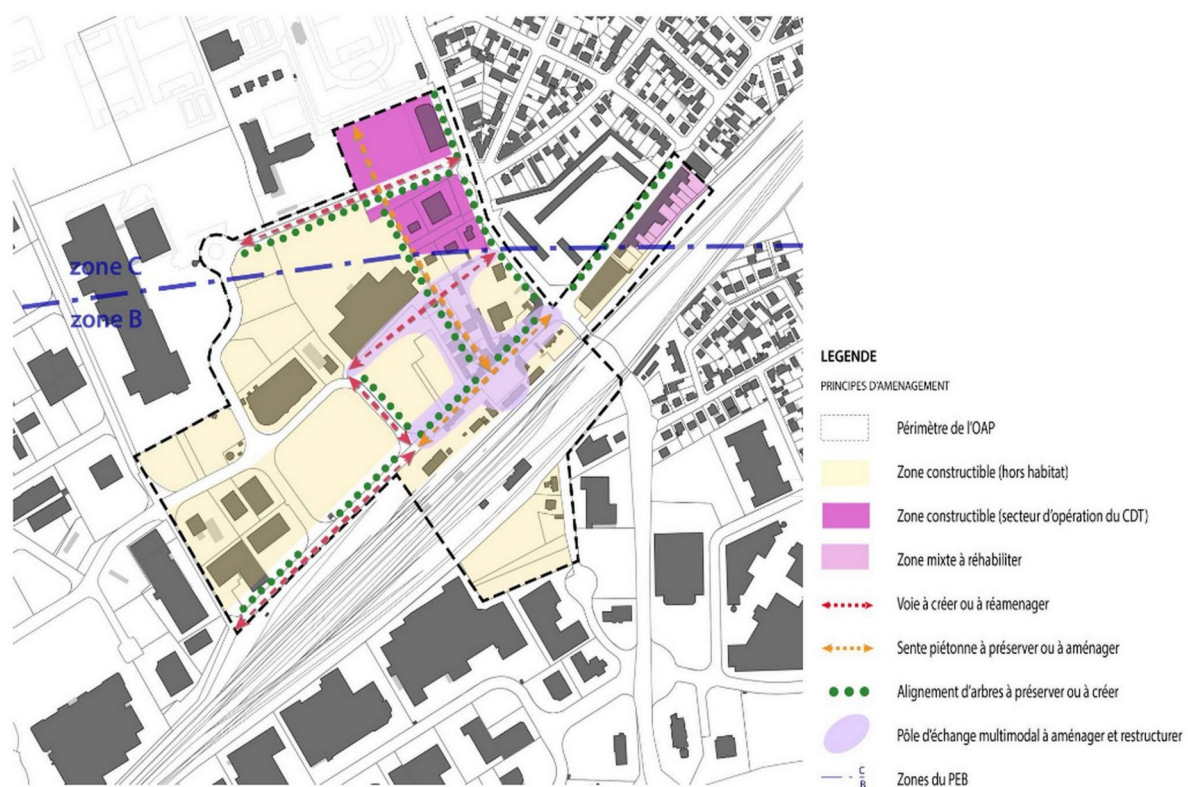 zone C
zone B
LEGENDE
PRINCIPES D'AMENAGEMENT
Périmètre de l'OAP
Zone constructible (hors habitat)
Zone constructible (secteur d'opération du CDT)
Zone mixte à réhabiliter
Voie à créer ou à réamenager
Sente piétonne à préserver ou à aménager
Alignement d'arbres à préserver ou à créer
Pôle d'échange multimodal à aménager et restructurer
C
B
Zones du PEB